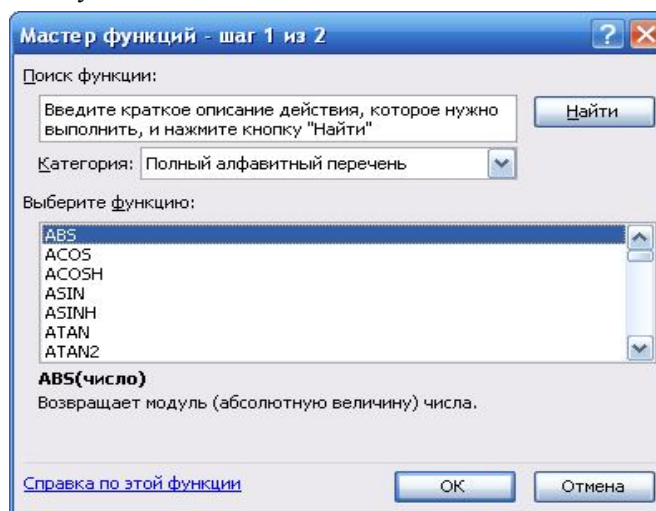 Мастер функций - шаг 1 из 2
Поиск функции:
Введите краткое описание действия, которое нужно
выполнить, и нажмите кнопку "Найти"
Найти
Категория: Полный алфавитный перечень
Выберите функцию:
ABS
ACOS
ACOSH
ASIN
ASINH
ATAN
ATAN2
ABS(число)
Возвращает модуль (абсолютную величину) числа.
Справка по этой функции
ОК
Отмена